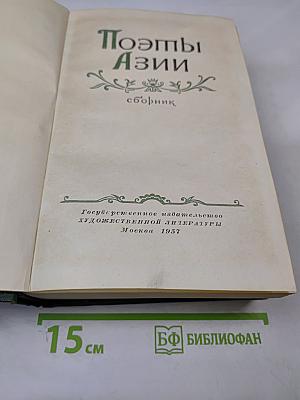 Поэты
Азии
сборник
Государственное издательство
ХУДОЖЕСТВЕННОЙ ЛИТЕРАТУРЫ
Москва 1957
15 см
БФ БИБЛИОФАН